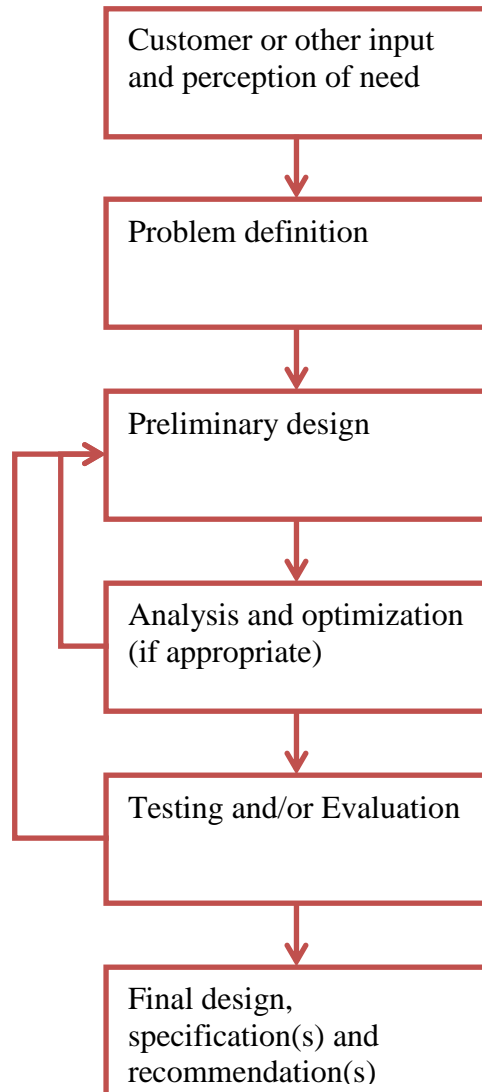 Customer or other input
and perception of need
Problem definition
Preliminary design
Analysis and optimization
(if appropriate)
Testing and/or Evaluation
Final design,
specification(s) and
recommendation(s)